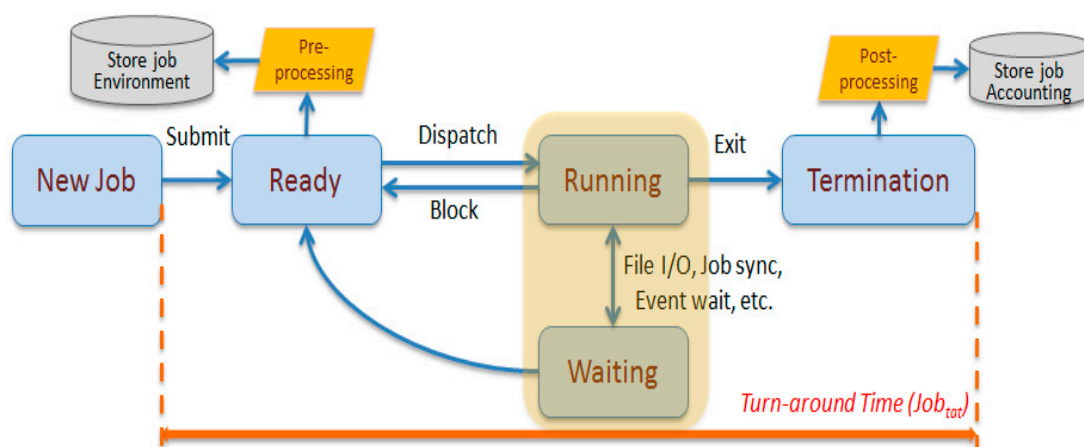 Store job
Environment
Pre-
processing
Post-
processing
Store job
Accounting
Submit
Dispatch
Exit
New Job
Ready
Running
Termination
Block
File I/O, Job sync,
Event wait, etc.
Waiting
Turn-around Time (Job_tat)